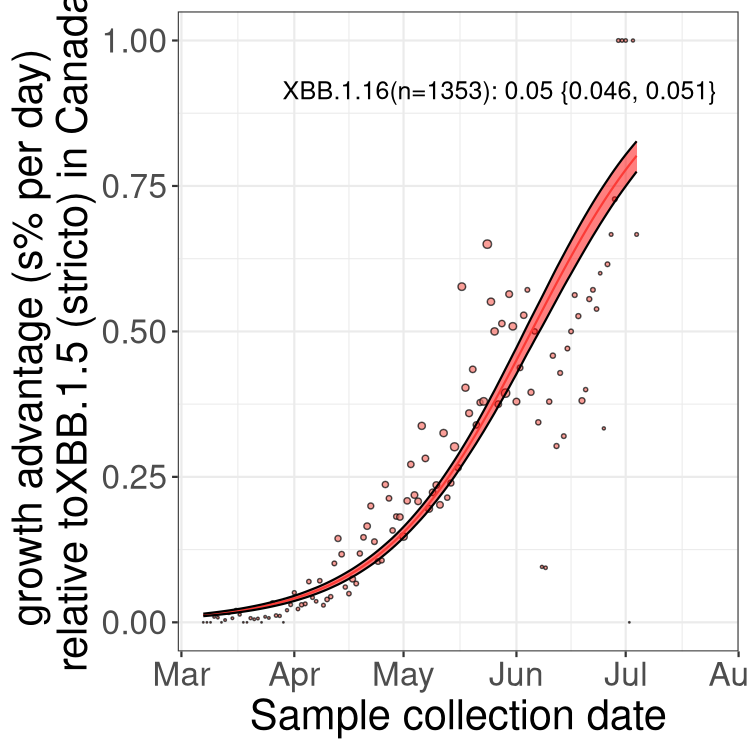 growth advantage (s% per day)
relative toXBB.1.5 (stricto) in Canada
1.00
0.75
0.50
0.25
0.00
XBB.1.16(n=1353): 0.05 {0.046, 0.051}
Mar Apr May Jun Jul Au
Sample collection date